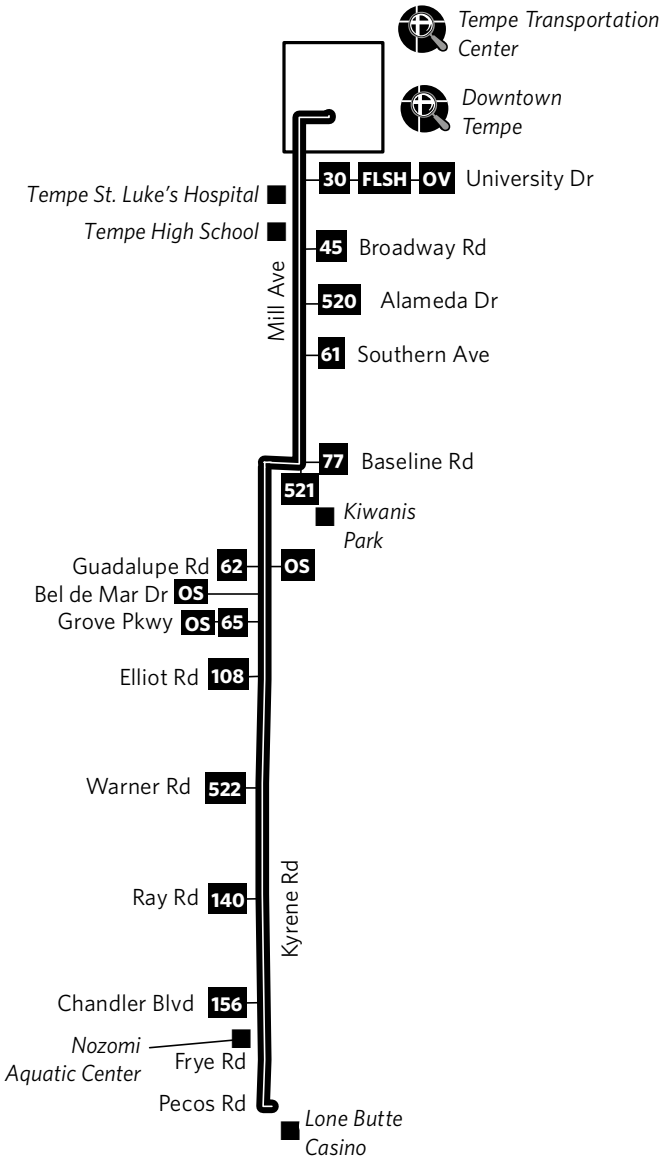 Tempe Transportation
Center
Downtown
Tempe
30 FLSH OV University Dr
Tempe St. Luke's Hospital
Tempe High School
45 Broadway Rd
Mill Ave
520 Alameda Dr
61 Southern Ave
77 Baseline Rd
521
Kiwanis
Park
Guadalupe Rd 62 OS
Bel de Mar Dr OS
Grove Pkwy OS 65
Elliot Rd 108
Warner Rd 522
Ray Rd 140
Kyrene Rd
Chandler Blvd 156
Nozomi
Aquatic Center
Frye Rd
Pecos Rd
Lone Butte
Casino